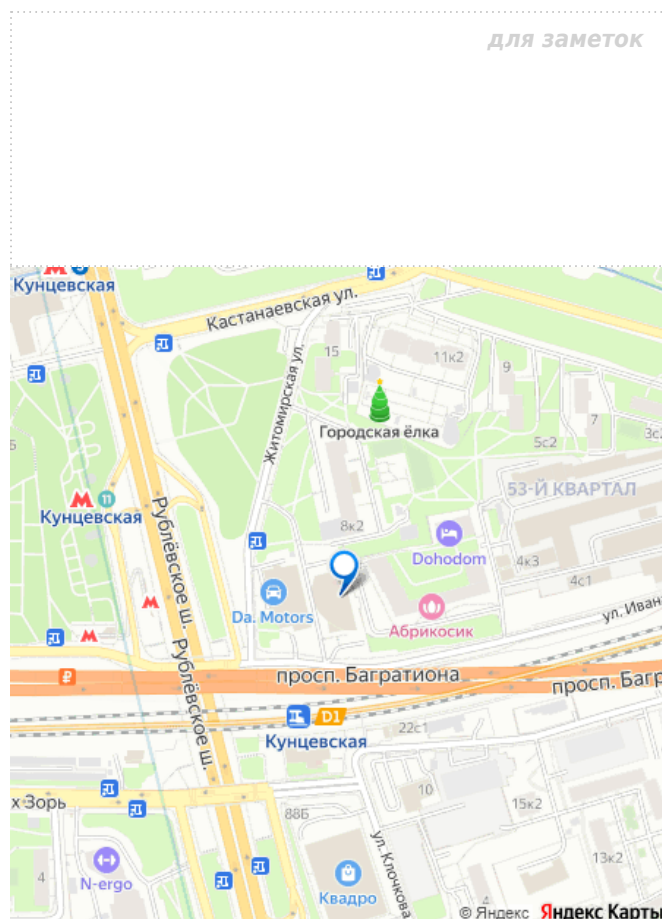 для заметок
Кунцевская
Кастанаевская ул.
15
11к2
9
Житомирская ул.
7
Городская ёлка
3с2
5с2
53-Й КВАРТАЛ
11
Кунцевская
Рублёвское ш.
8к2
Dohodom
4к3
4с1
Da. Motors
Абрикосик
ул. Иван
Рублёвское ш.
просп. Багратиона
просп. Багр
D1
Кунцевская
22с1
х Зорь
10
15к2
88Б
ул. Клочкова
13к2
4
N-ergo
Квадро
© Яндекс Яндекс Карты